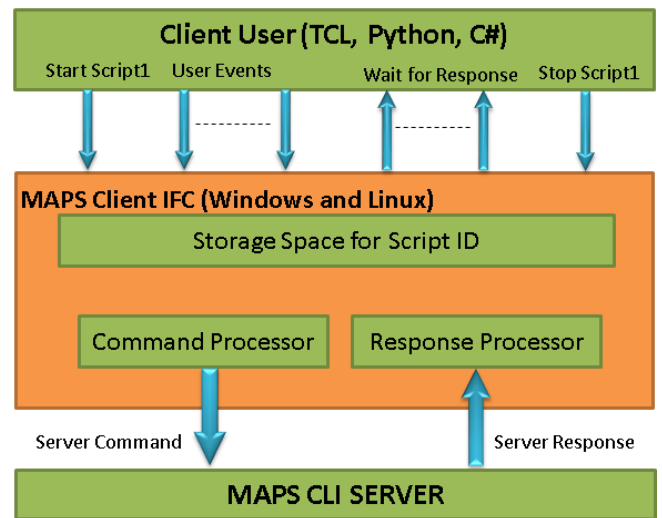 Client User (TCL, Python, C#)
Start Script1 User Events Wait for Response Stop Script1
MAPS Client IFC (Windows and Linux)
Storage Space for Script ID
Command Processor Response Processor
Server Command Server Response
MAPS CLI SERVER